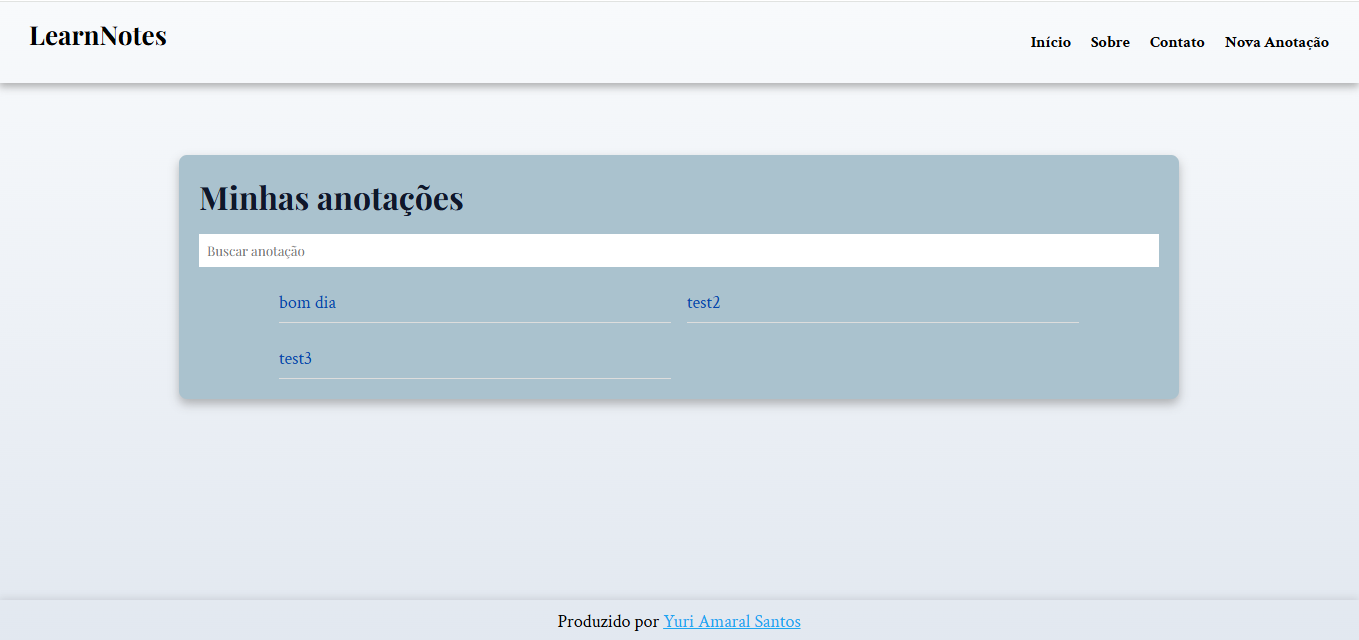 LearnNotes
Início Sobre Contato Nova Anotação
Minhas anotações
Buscar anotação
bom dia
test2
test3
Produzido por Yuri Amaral Santos